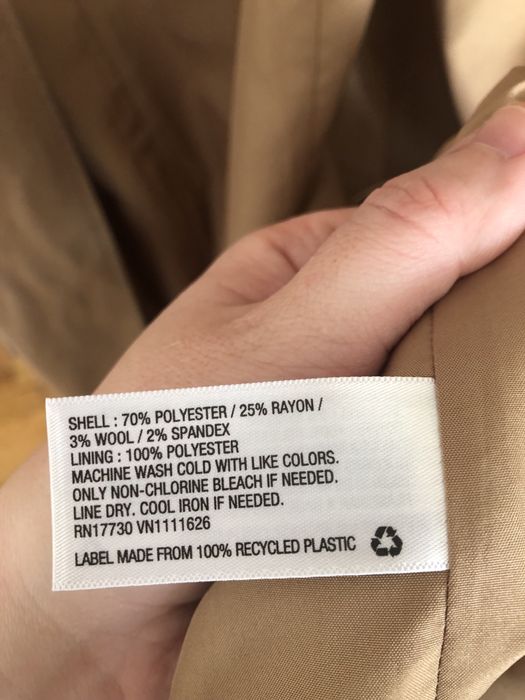 SHELL : 70% POLYESTER / 25% RAYON /
3% WOOL / 2% SPANDEX
LINING : 100% POLYESTER
MACHINE WASH COLD WITH LIKE COLORS.
ONLY NON-CHLORINE BLEACH IF NEEDED.
LINE DRY. COOL IRON IF NEEDED.
RN17730 VN1111626
LABEL MADE FROM 100% RECYCLED PLASTIC